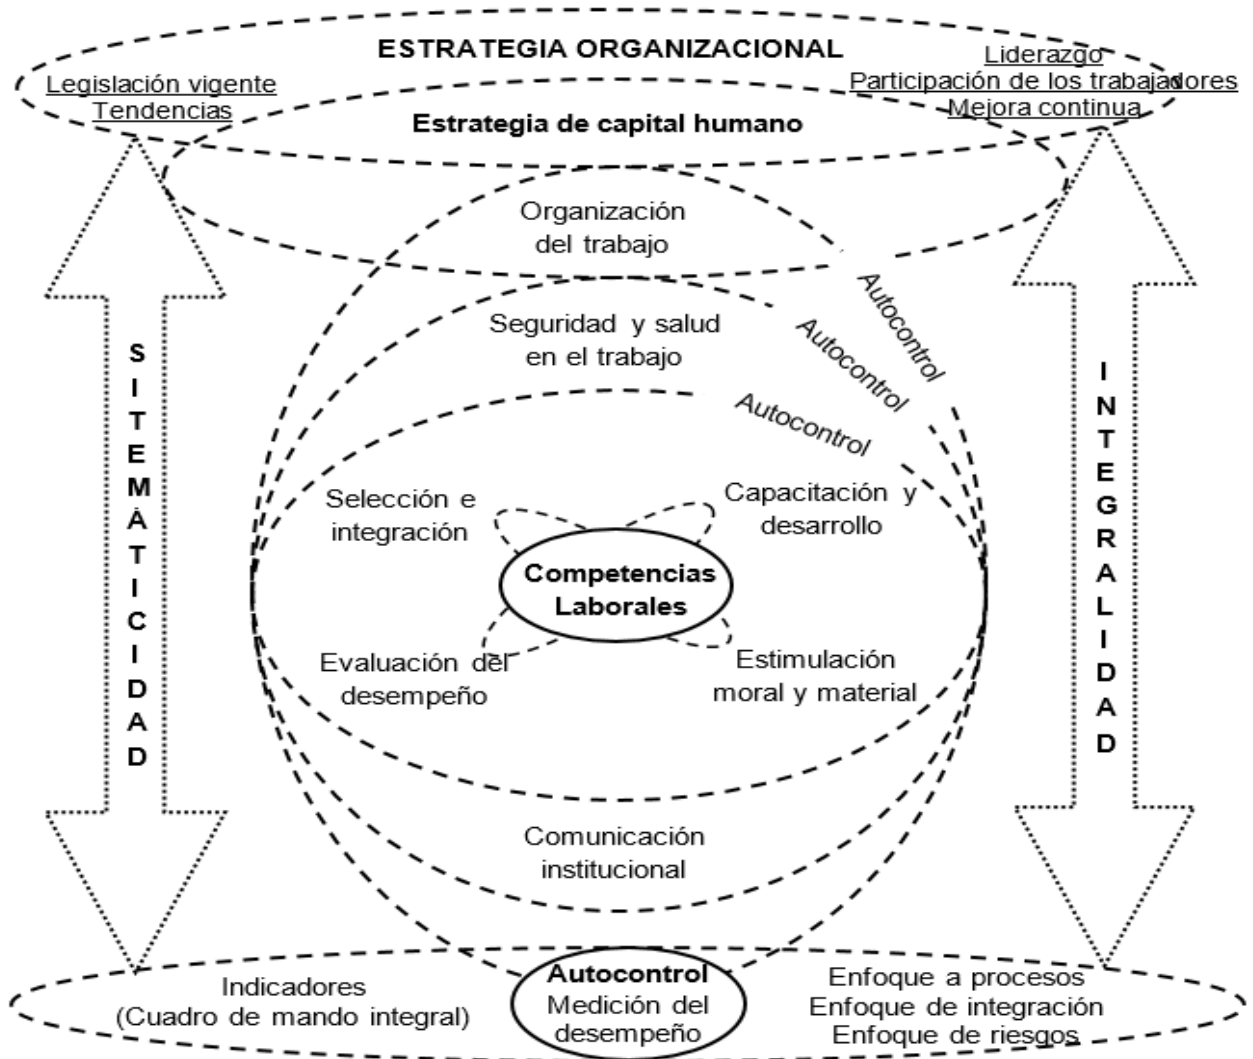 ESTRATEGIA ORGANIZACIONAL
Legislación vigente
Tendencias
Liderazgo
Participación de los trabajadores
Mejora continua
Estrategia de capital humano
Organización
del trabajo
Autocontrol
Seguridad y salud
en el trabajo
Autocontrol
Autocontrol
SITEMÀTICIDAD
INTEGRALIDAD
Selección e
integración
Capacitación y
desarrollo
Competencias
Laborales
Evaluación del
desempeño
Estimulación
moral y material
Comunicación
institucional
Autocontrol
Medición del
desempeño
Indicadores
(Cuadro de mando integral)
Enfoque a procesos
Enfoque de integración
Enfoque de riesgos